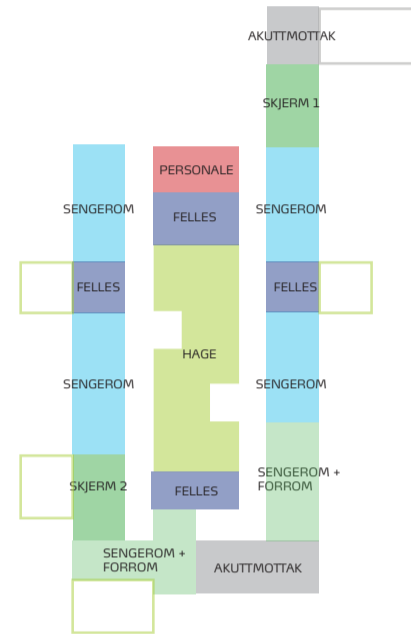 AKUTTMOTTAK
SKJERM 1
PERSONALE
SENGEROM
FELLES
SENGEROM
FELLES
FELLES
HAGE
SENGEROM
SENGEROM
SENGEROM +
FORROM
SKJERM 2
FELLES
SENGEROM +
FORROM
AKUTTMOTTAK